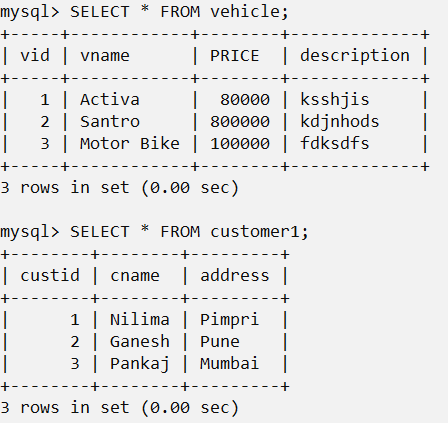 mysql> SELECT * FROM vehicle;
+-----+------------+--------+-------------+
| vid | vname      | PRICE  | description |
+-----+------------+--------+-------------+
|   1 | Activa     |  80000 | ksshjis     |
|   2 | Santro     | 800000 | kdjnhods    |
|   3 | Motor Bike | 100000 | fdksdfs     |
+-----+------------+--------+-------------+
3 rows in set (0.00 sec)

mysql> SELECT * FROM customer1;
+--------+--------+---------+
| custid | cname  | address |
+--------+--------+---------+
|      1 | Nilima | Pimpri  |
|      2 | Ganesh | Pune    |
|      3 | Pankaj | Mumbai  |
+--------+--------+---------+
3 rows in set (0.00 sec)